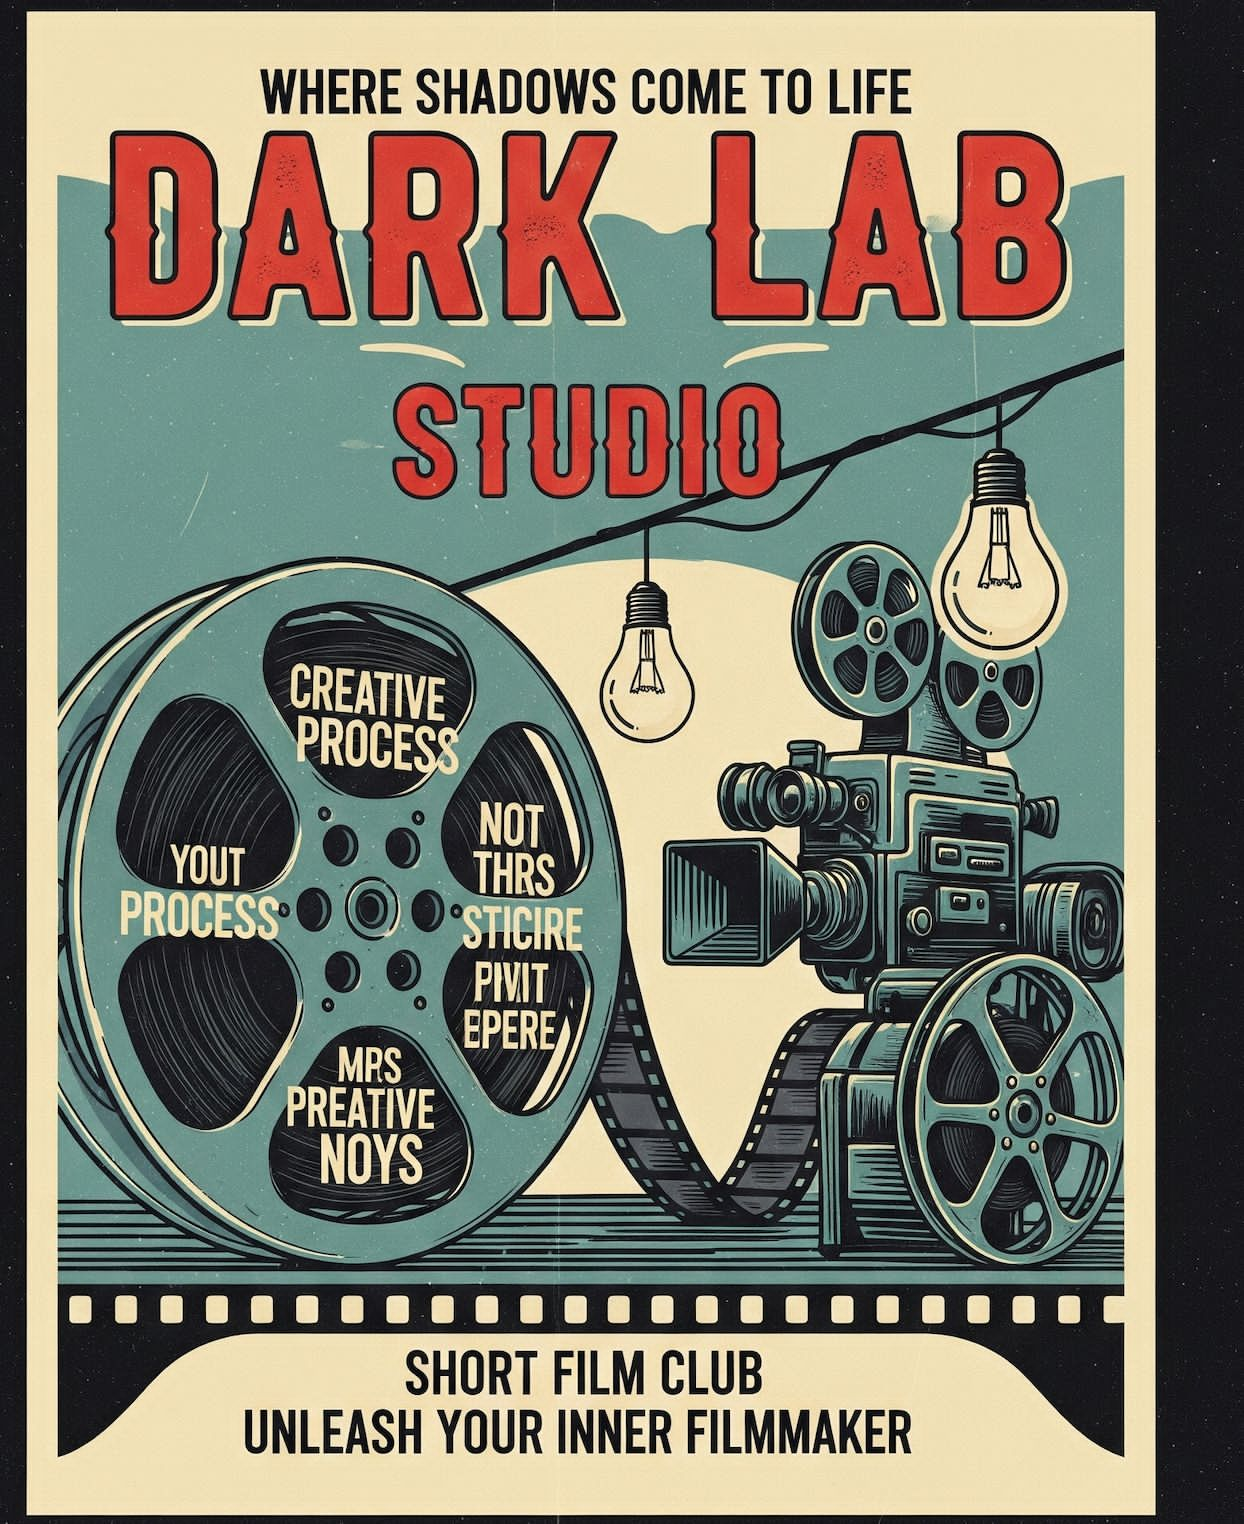 WHERE SHADOWS COME TO LIFE
DARK LAB
STUDIO
CREATIVE
PROCESS
NOT
THRS
STICIRE
PIVIT
EPERE
YOUT
PROCESS
MRS
PREATIVE
NOYS
SHORT FILM CLUB
UNLEASH YOUR INNER FILMMAKER